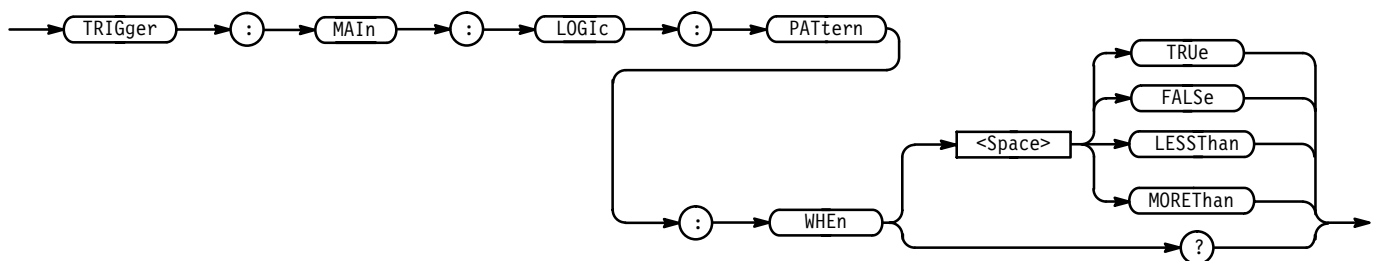 TRIGger : MAIn : LOGIc : PATtern
: WHEn <Space> TRUe
FALSe
LESSThan
MOREThan
?